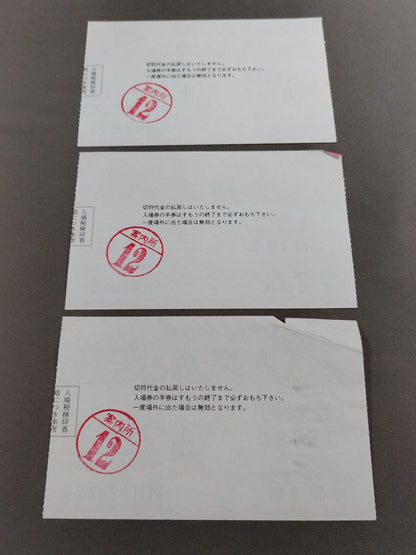 切符代金の払戻しはいたしません。
入場券の半券はすもうの終了まで必ずおもち下さい。
一度場外に出た場合は無効となります。
入場税検印省
案内所
12
切符代金の払戻しはいたしません。
入場券の半券はすもうの終了まで必ずおもち下さい。
一度場外に出た場合は無効となります。
入場税検印省
案内所
12
切符代金の払戻しはいたしません。
入場券の半券はすもうの終了まで必ずおもち下さい。
一度場外に出た場合は無効となります。
入場税検印省
案内所
12